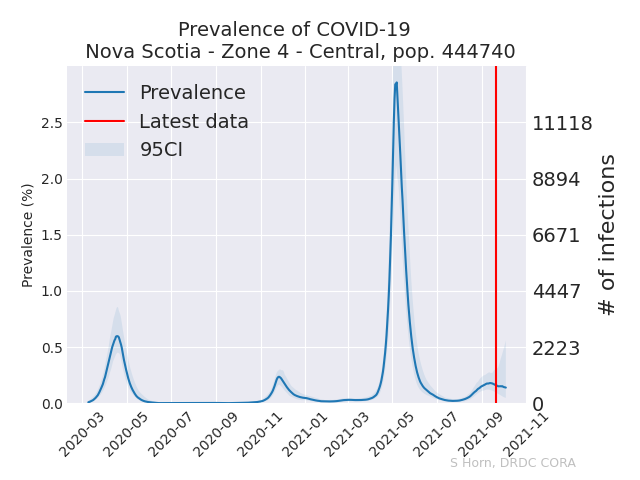 Prevalence of COVID-19
Nova Scotia - Zone 4 - Central, pop. 444740
Prevalence
Latest data
95CI
Prevalence (%)
2.5
2.0
1.5
1.0
0.5
0.0
11118
8894
6671
4447
2223
0
# of infections
2020-03
2020-05
2020-07
2020-09
2020-11
2021-01
2021-03
2021-05
2021-07
2021-09
2021-11
S Horn, DRDC CORA